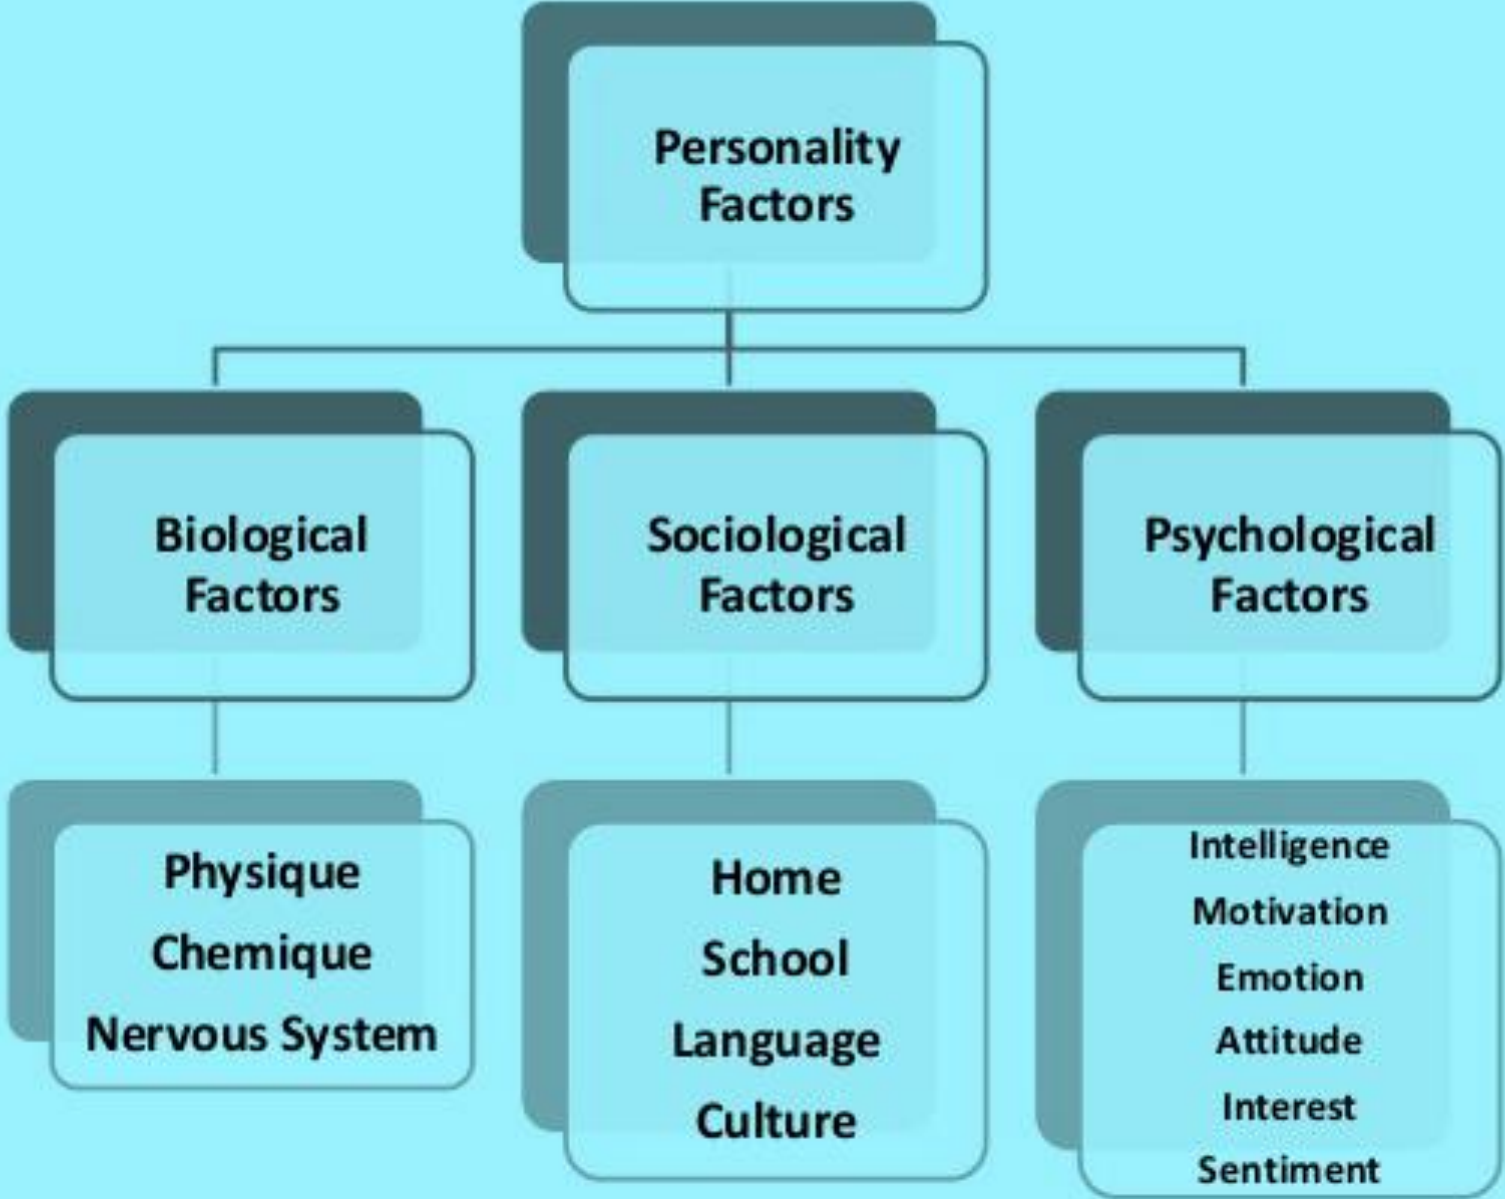 Personality
Factors
Biological
Factors
Sociological
Factors
Psychological
Factors
Physique
Chemique
Nervous System
Home
School
Language
Culture
Intelligence
Motivation
Emotion
Attitude
Interest
Sentiment